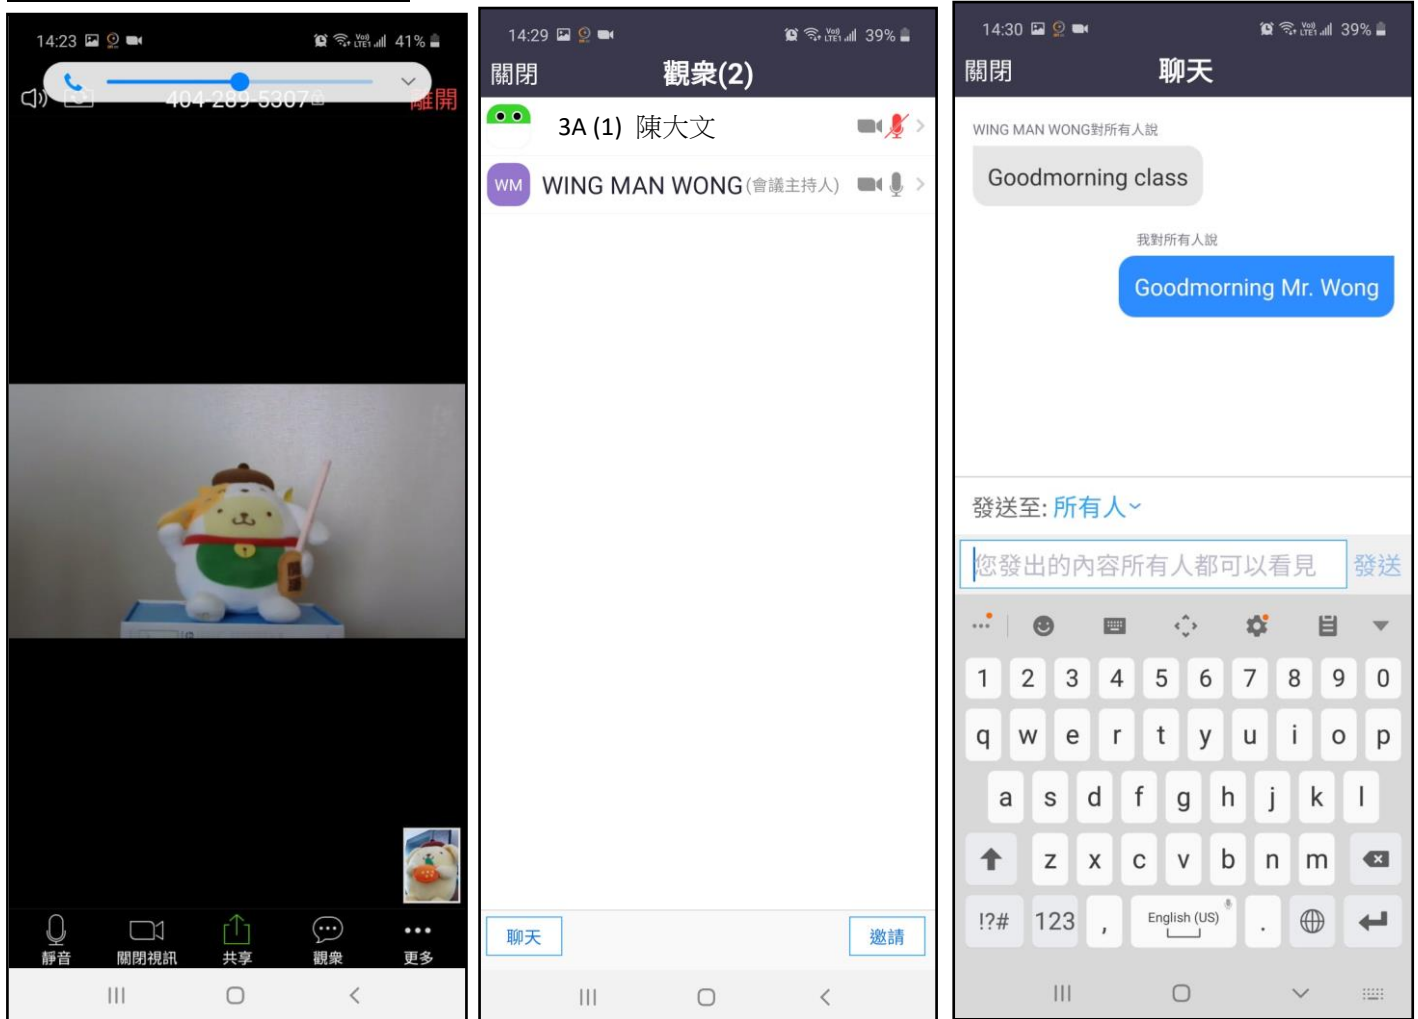 14:23
41%
404-289-5307
離開
靜音
關閉視訊
共享
觀衆
更多
14:29
39%
關閉
觀衆(2)
3A (1) 陳大文
WM
WING MAN WONG(會議主持人)
聊天
邀請
14:30
39%
關閉
聊天
WING MAN WONG對所有人說
Goodmorning class
我對所有人說
Goodmorning Mr. Wong
發送至: 所有人
您發出的內容所有人都可以看見
發送
1 2 3 4 5 6 7 8 9 0
q w e r t y u i o p
a s d f g h j k l
z x c v b n m
!?# 123 , English (US) .